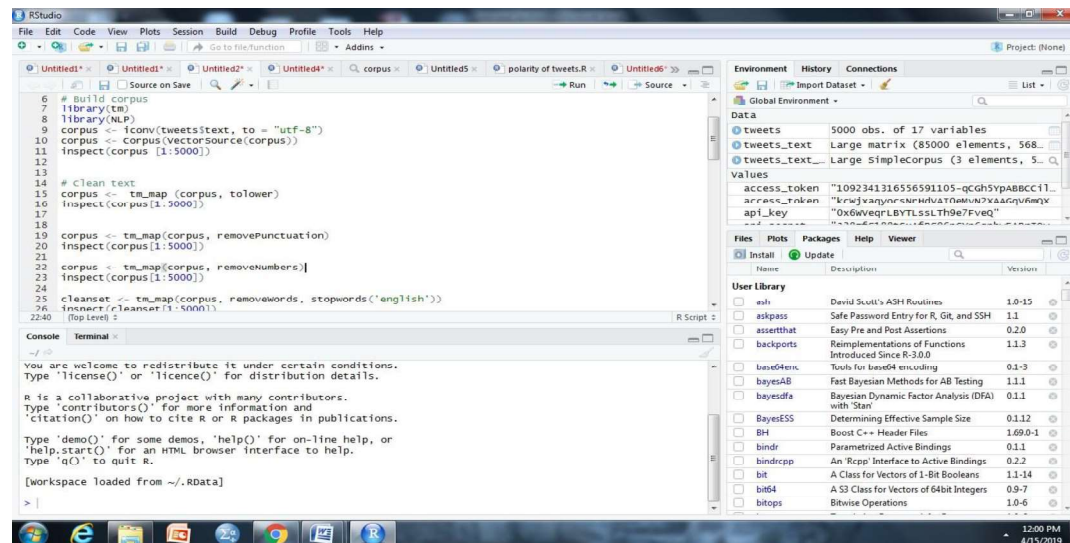 RStudio
File Edit Code View Plots Session Build Debug Profile Tools Help
Go to file/function Addins
Project: (None)
Untitled1* Untitled1* Untitled2* Untitled4* corpus Untitled5 polarity of tweets.R Untitled6*
Source on Save Run Source
6 # Build corpus
7 library(tm)
8 library(NLP)
9 corpus <- iconv(tweets$text, to = "utf-8")
10 corpus <- Corpus(VectorSource(corpus))
11 inspect(corpus [1:5000])
12
13
14 # Clean text
15 corpus <- tm_map (corpus, tolower)
16 inspect(corpus[1:5000])
17
18
19 corpus <- tm_map(corpus, removePunctuation)
20 inspect(corpus[1:5000])
21
22 corpus <- tm_map(corpus, removeNumbers)
23 inspect(corpus[1:5000])
24
25 cleanset <- tm_map(corpus, removeWords, stopwords('english'))
26 inspect(cleanset[1:5000])
22:40 (Top Level) R Script
Console Terminal
~/
You are welcome to redistribute it under certain conditions.
Type 'license()' or 'licence()' for distribution details.
R is a collaborative project with many contributors.
Type 'contributors()' for more information and
'citation()' on how to cite R or R packages in publications.
Type 'demo()' for some demos, 'help()' for on-line help, or
'help.start()' for an HTML browser interface to help.
Type 'q()' to quit R.
[Workspace loaded from ~/.RData]
>
Environment History Connections
Import Dataset List
Global Environment
Data
tweets 5000 obs. of 17 variables
tweets_text Large matrix (85000 elements, 568…
tweets_text_… Large SimpleCorpus (3 elements, 5…
Values
access_token
access_token
api_key
Files Plots Packages Help Viewer
Install Update
Name Description Version
User Library
ash David Scott's ASH Routines 1.0-15
askpass Safe Password Entry for R, Git, and SSH 1.1
assertthat Easy Pre and Post Assertions 0.2.0
backports Reimplementations of Functions Introduced Since R-3.0.0 1.1.3
base64enc Tools for base64 encoding 0.1-3
bayesAB Fast Bayesian Methods for AB Testing 1.1.1
bayesdfa Bayesian Dynamic Factor Analysis (DFA) with 'Stan' 0.1.1
BayesESS Determining Effective Sample Size 0.1.12
BH Boost C++ Header Files 1.69.0-1
bindr Parametrized Active Bindings 0.1.1
bindrcpp An 'Rcpp' Interface to Active Bindings 0.2.2
bit A Class for Vectors of 1-Bit Booleans 1.1-14
bit64 A S3 Class for Vectors of 64bit Integers 0.9-7
bitops Bitwise Operations 1.0-6
12:00 PM
4/15/2019